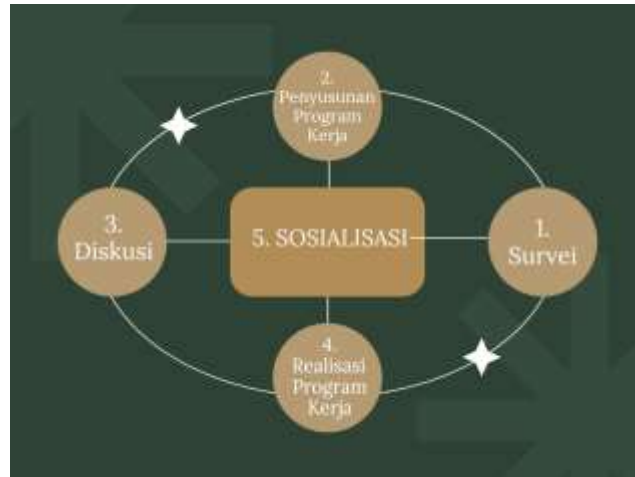 2.
Penyusunan
Program
Kerja
3.
Diskusi
5. SOSIALISASI
1.
Survei
4.
Realisasi
Program
Kerja